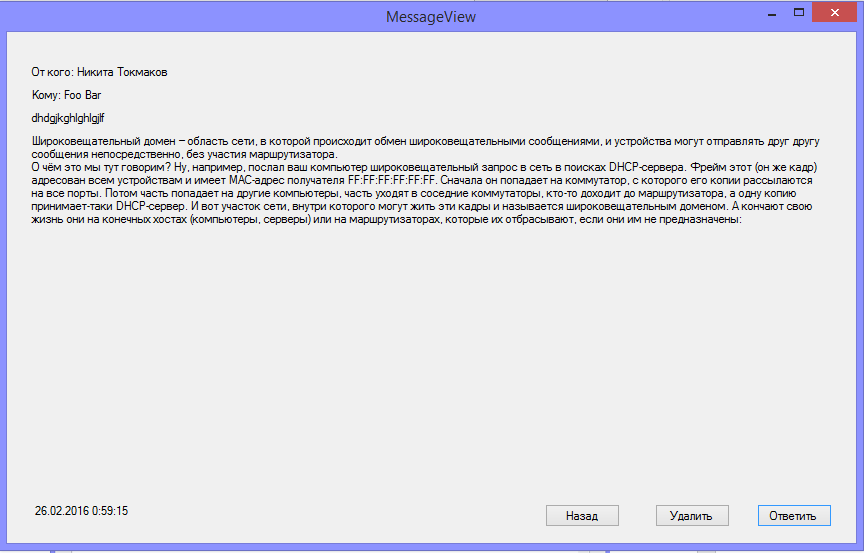 MessageView
От кого: Никита Токмаков
Кому: Foo Bar
dhdgjkghlghlgjlf
Широковещательный домен – область сети, в которой происходит обмен широковещательными сообщениями, и устройства могут отправлять друг другу
сообщения непосредственно, без участия маршрутизатора.
О чём это мы тут говорим? Ну, например, послал ваш компьютер широковещательный запрос в сеть в поисках DHCP-сервера. Фрейм этот (он же кадр)
адресован всем устройствам и имеет MAC-адрес получателя FF:FF:FF:FF:FF:FF. Сначала он попадает на коммутатор, с которого его копии рассылаются
на все порты. Потом часть попадает на другие компьютеры, часть уходят в соседние коммутаторы, кто-то доходит до маршрутизатора, а одну копию
принимает-таки DHCP-сервер. И вот участок сети, внутри которого могут жить эти кадры и называется широковещательным доменом. А кончают свою
жизнь они на конечных хостах (компьютеры, серверы) или на маршрутизаторах, которые их отбрасывают, если они им не предназначены:
26.02.2016 0:59:15
Назад
Удалить
Ответить